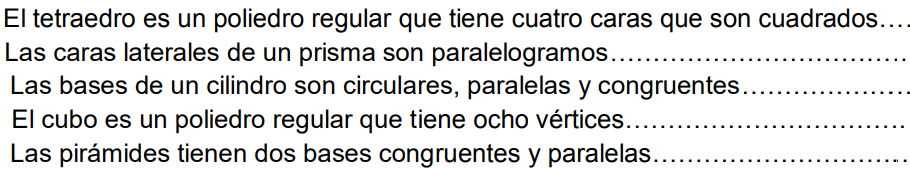 El tetraedro es un poliedro regular que tiene cuatro caras que son cuadrados….
Las caras laterales de un prisma son paralelogramos……………………………….
Las bases de un cilindro son circulares, paralelas y congruentes………………….
El cubo es un poliedro regular que tiene ocho vértices…………………………….
Las pirámides tienen dos bases congruentes y paralelas………………………….